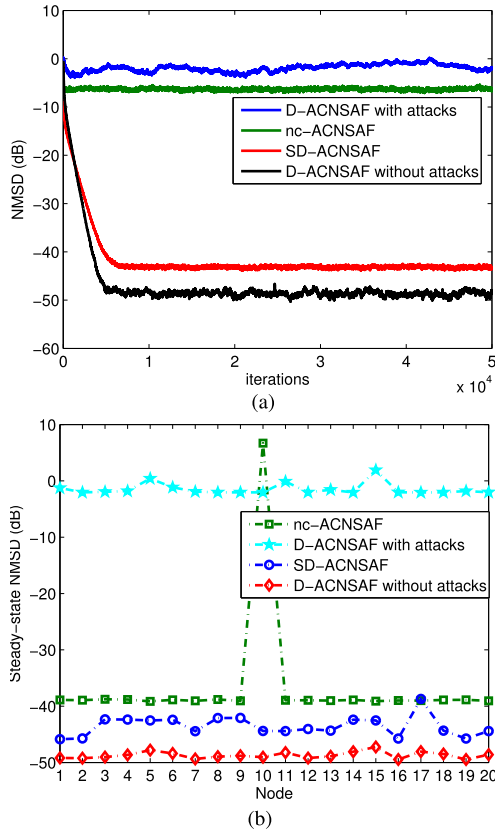 10
0
−10
−20
−30
−40
−50
−60
NMSD (dB)
D−ACNSAF with attacks
nc−ACNSAF
SD−ACNSAF
D−ACNSAF without attacks
0 1 2 3 4 5
x 10^4
iterations
(a)
10
0
−10
−20
−30
−40
−50
Steady−state NMSD (dB)
nc−ACNSAF
D−ACNSAF with attacks
SD−ACNSAF
D−ACNSAF without attacks
1 2 3 4 5 6 7 8 9 10 11 12 13 14 15 16 17 18 19 20
Node
(b)